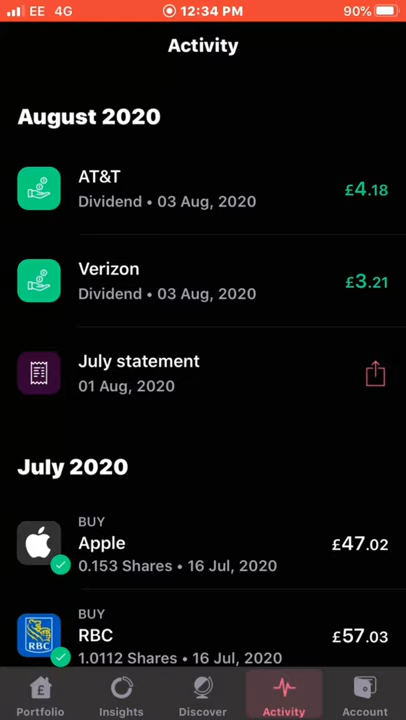 EE 4G 12:34 PM 90%
Activity
August 2020
AT&T
Dividend • 03 Aug, 2020
£4.18
Verizon
Dividend • 03 Aug, 2020
£3.21
July statement
01 Aug, 2020
July 2020
BUY
Apple
0.153 Shares • 16 Jul, 2020
£47.02
BUY
RBC
RBC
1.0112 Shares • 16 Jul, 2020
£57.03
£
Portfolio Insights Discover Activity Account